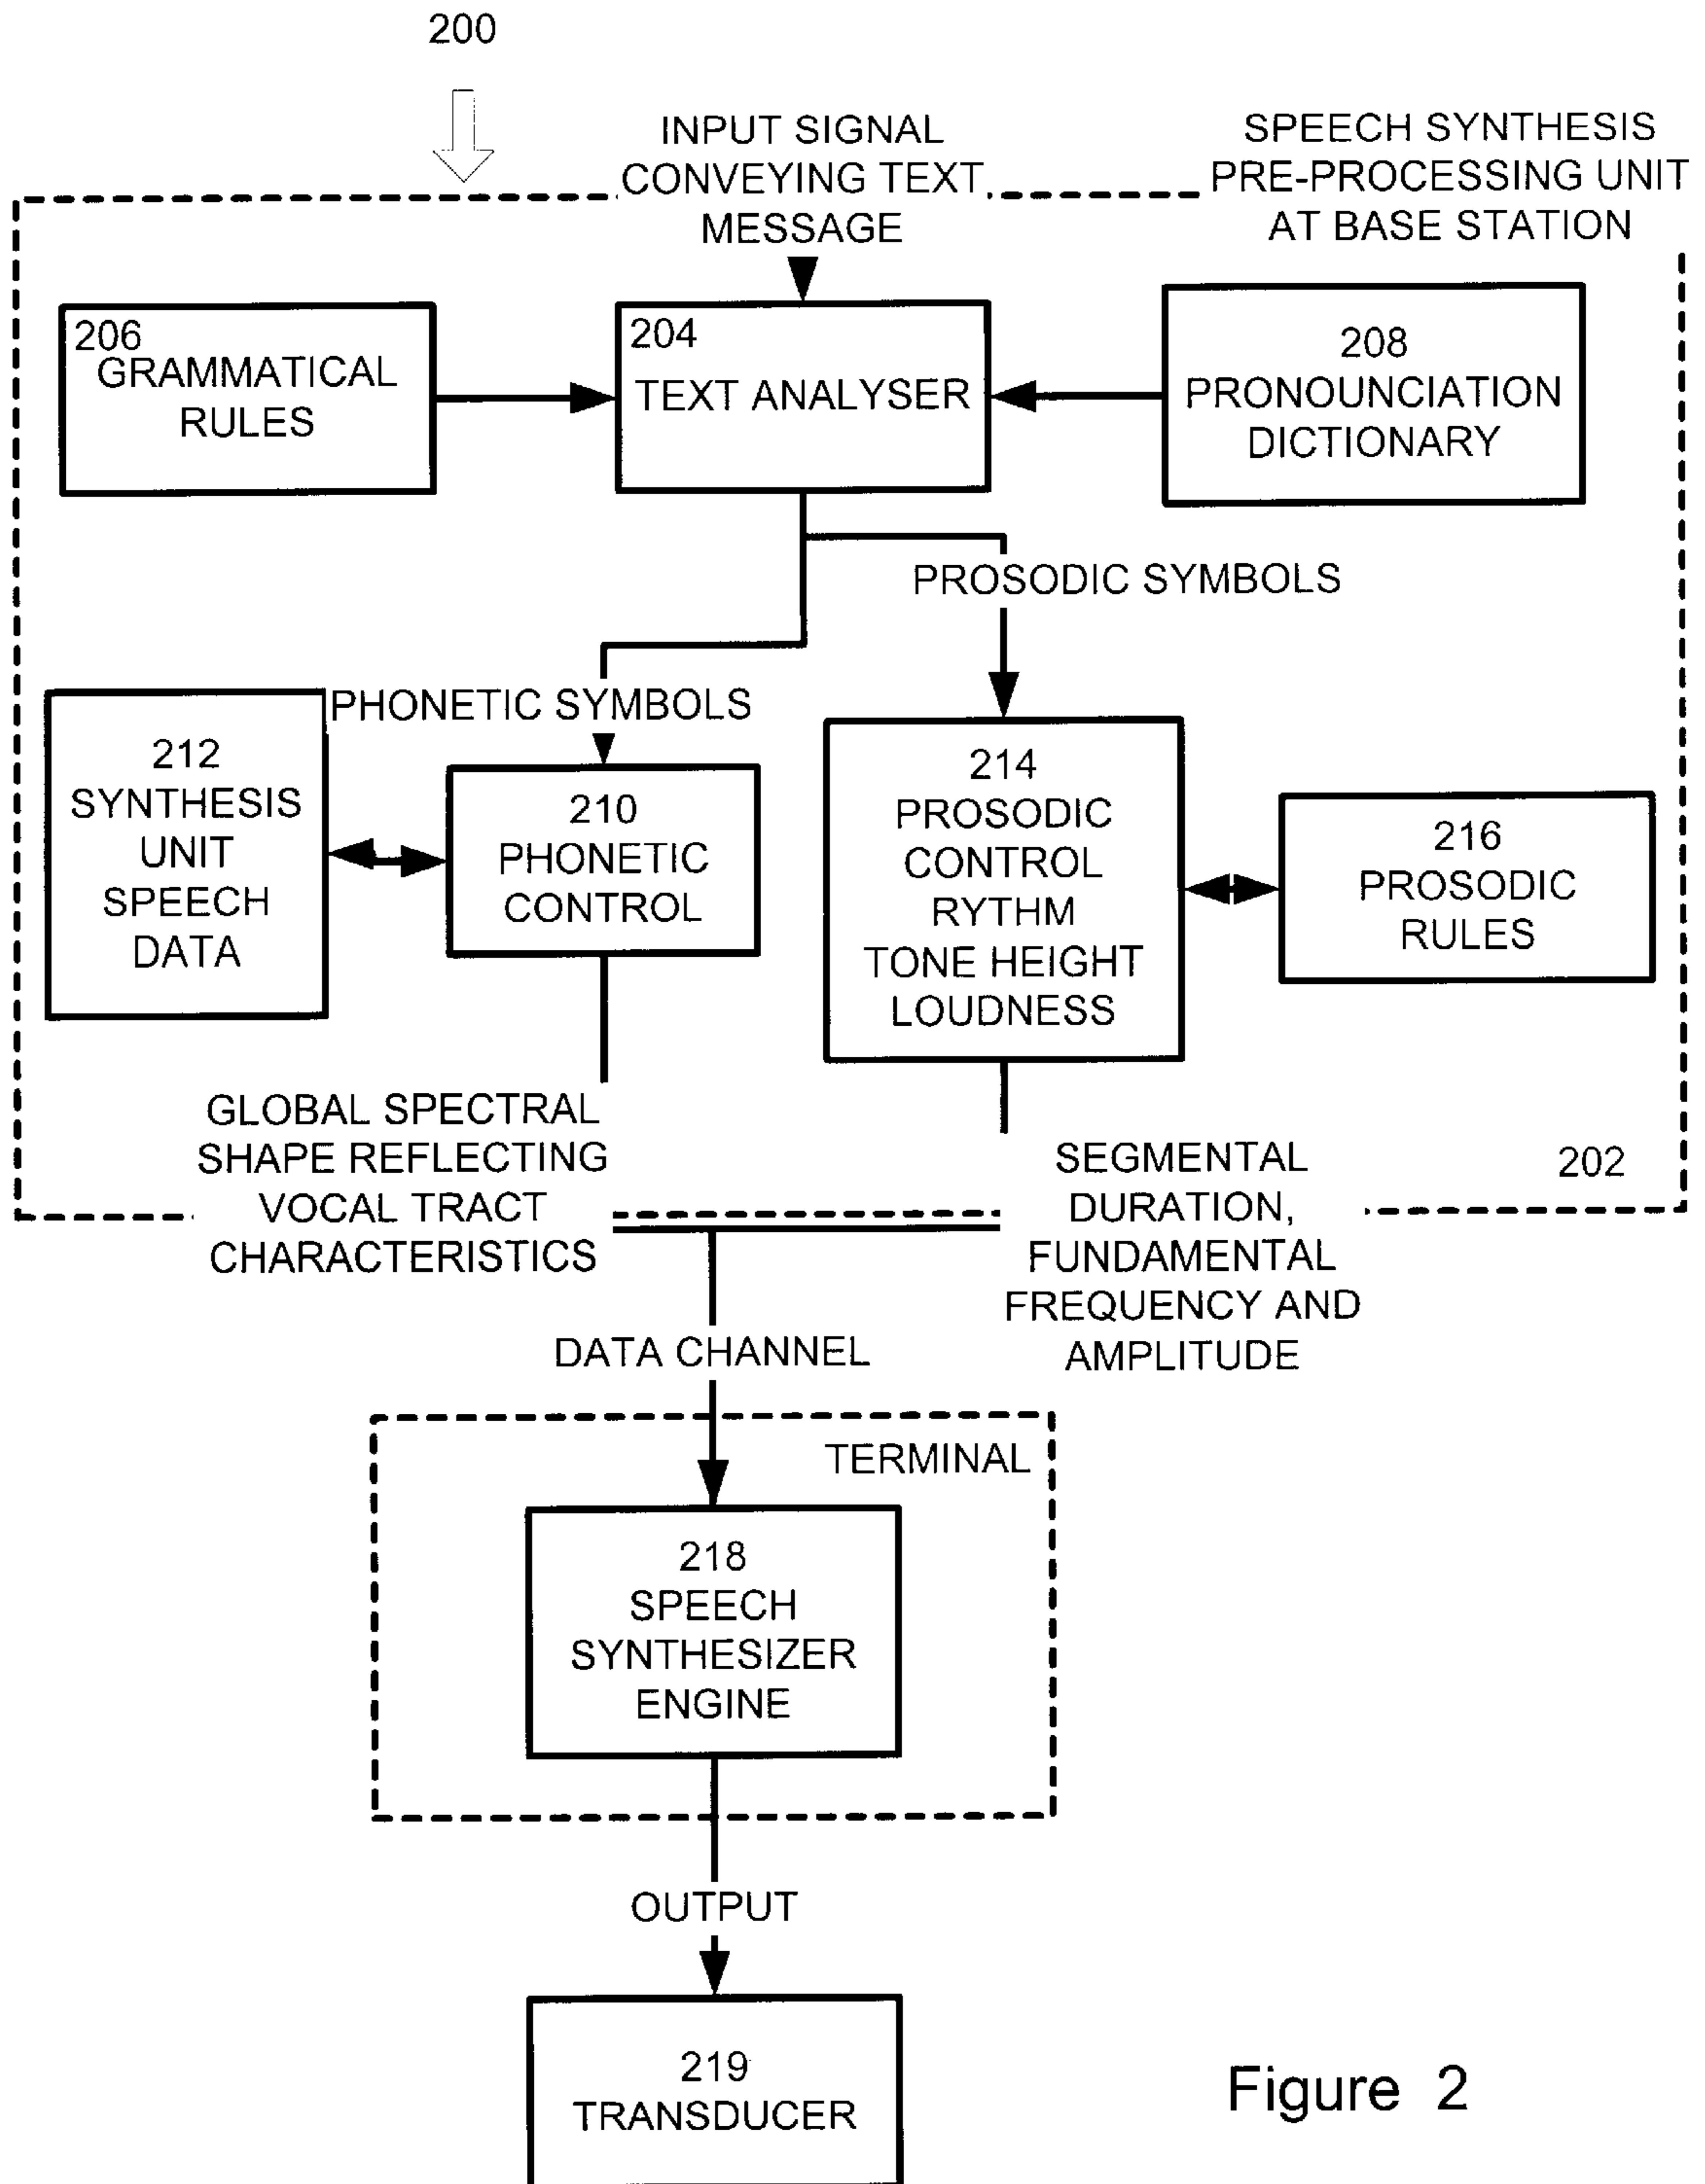 200
INPUT SIGNAL
CONVEYING TEXT
MESSAGE
SPEECH SYNTHESIS
PRE-PROCESSING UNIT
AT BASE STATION
206
GRAMMATICAL
RULES
204
TEXT ANALYSER
208
PRONOUNCIATION
DICTIONARY
PROSODIC SYMBOLS
PHONETIC SYMBOLS
212
SYNTHESIS
UNIT
SPEECH
DATA
210
PHONETIC
CONTROL
214
PROSODIC
CONTROL
RYTHM
TONE HEIGHT
LOUDNESS
216
PROSODIC
RULES
GLOBAL SPECTRAL
SHAPE REFLECTING
VOCAL TRACT
CHARACTERISTICS
SEGMENTAL
DURATION,
FUNDAMENTAL
FREQUENCY AND
AMPLITUDE
202
DATA CHANNEL
TERMINAL
218
SPEECH
SYNTHESIZER
ENGINE
OUTPUT
219
TRANSDUCER
Figure 2